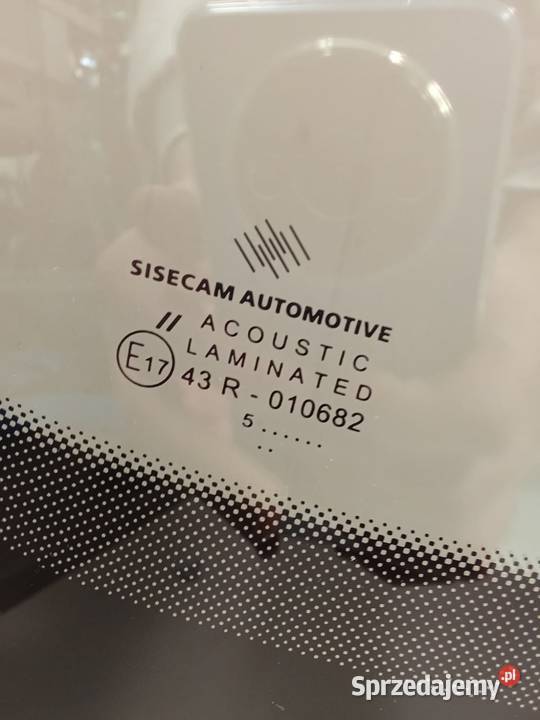 SISECAM AUTOMOTIVE
// ACOUSTIC
LAMINATED
E17 43 R - 010682
5 ......
..
Sprzedajemy.pl